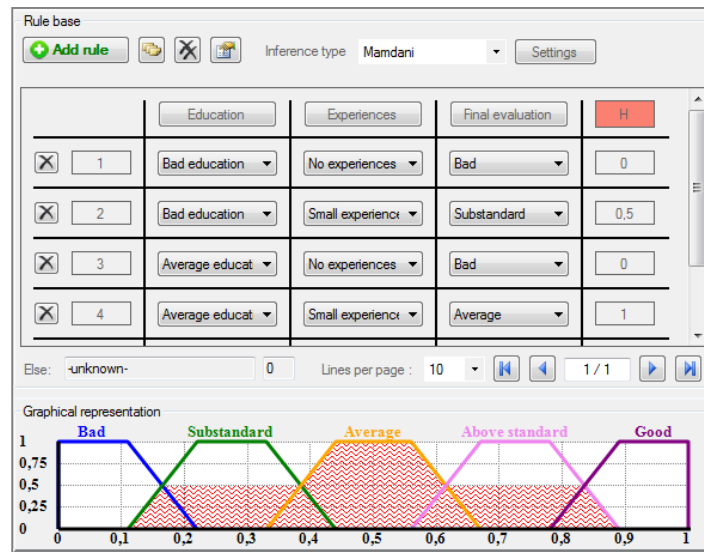 Rule base
Add rule Inference type Mamdani Settings
Education Experiences Final evaluation H
1 Bad education No experiences Bad 0
2 Bad education Small experience Substandard 0,5
3 Average educat No experiences Bad 0
4 Average educat Small experience Average 1
Else: -unknown- 0 Lines per page : 10 1 / 1
Graphical representation
Bad Substandard Average Above standard Good
1
0,75
0,5
0,25
0
0 0,1 0,2 0,3 0,4 0,5 0,6 0,7 0,8 0,9 1